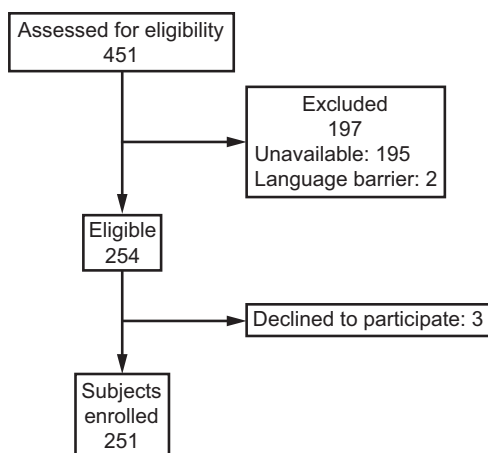 Assessed for eligibility
451
Excluded
197
Unavailable: 195
Language barrier: 2
Eligible
254
Declined to participate: 3
Subjects
enrolled
251